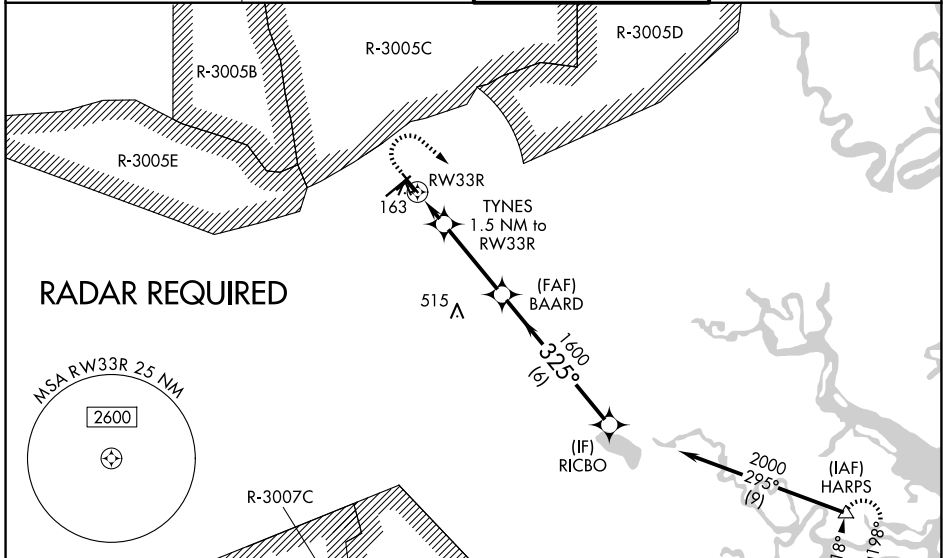 R-3005D
R-3005C
R-3005B
R-3005E
RW33R
163
TYNES
1.5 NM to
RW33R
RADAR REQUIRED
(FAF)
BAARD
515
1600
325°
(6)
MSA RW33R 25 NM
2600
(IF)
RICBO
2000
295°
(9)
(IAF)
HARPS
R-3007C
18°
198°